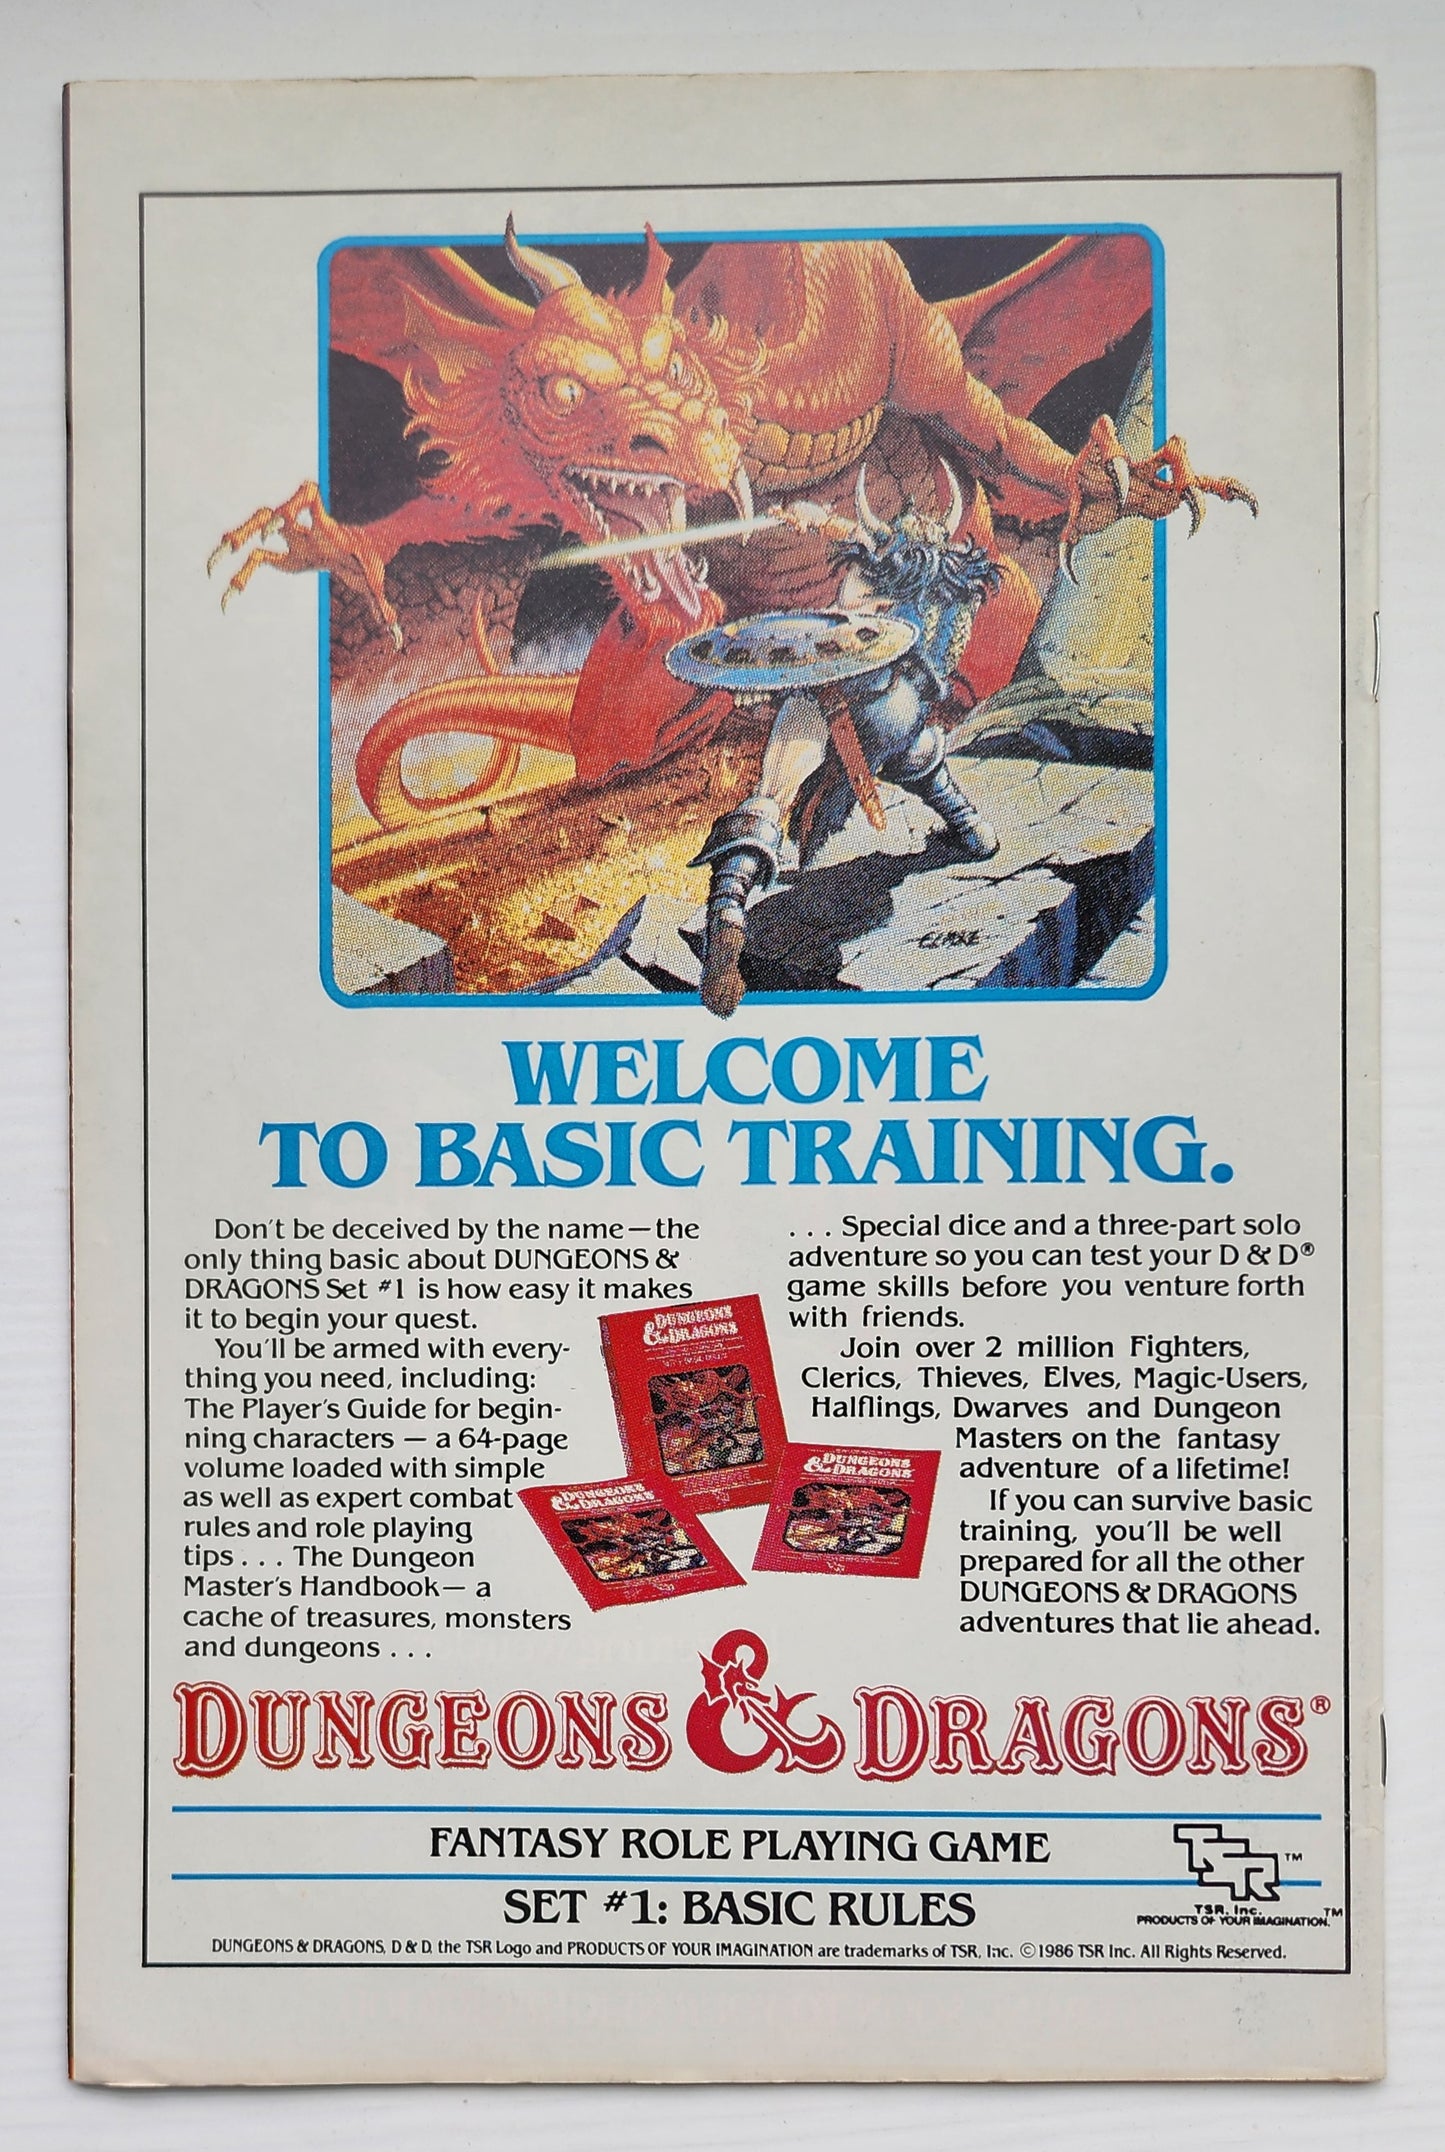 ELMORE
WELCOME
TO BASIC TRAINING.
Don't be deceived by the name—the
only thing basic about DUNGEONS &
DRAGONS Set #1 is how easy it makes
it to begin your quest.
You'll be armed with every-
thing you need, including:
The Player's Guide for begin-
ning characters — a 64-page
volume loaded with simple
as well as expert combat
rules and role playing
tips . . . The Dungeon
Master's Handbook— a
cache of treasures, monsters
and dungeons . . .
. . . Special dice and a three-part solo
adventure so you can test your D & D®
game skills before you venture forth
with friends.
Join over 2 million Fighters,
Clerics, Thieves, Elves, Magic-Users,
Halflings, Dwarves and Dungeon
Masters on the fantasy
adventure of a lifetime!
If you can survive basic
training, you'll be well
prepared for all the other
DUNGEONS & DRAGONS
adventures that lie ahead.
DUNGEONS
& DRAGONS
DUNGEONS
& DRAGONS
DUNGEONS
& DRAGONS
DUNGEONS & DRAGONS®
FANTASY ROLE PLAYING GAME
SET #1: BASIC RULES
TSR™
TSR, Inc.
PRODUCTS OF YOUR IMAGINATION.™
DUNGEONS & DRAGONS, D & D, the TSR Logo and PRODUCTS OF YOUR IMAGINATION are trademarks of TSR, Inc. ©1986 TSR Inc. All Rights Reserved.